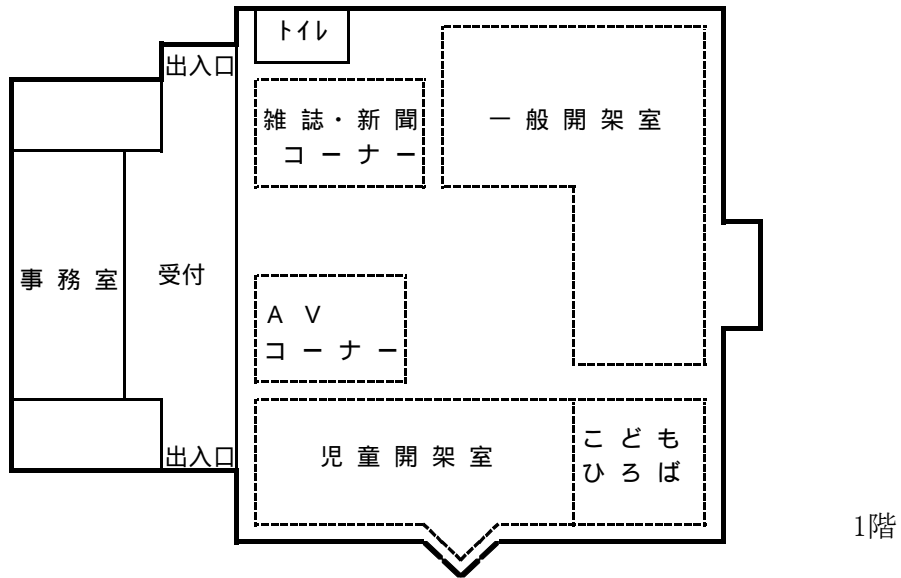 トイレ
出入口
雑誌・新聞
コーナー
一般開架室
事務室
受付
AV
コーナー
児童開架室
こども
ひろば
出入口
1階